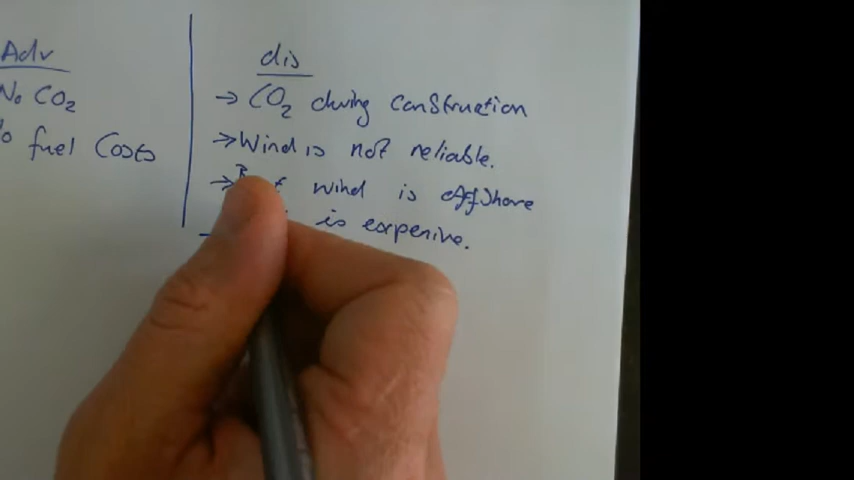 Adv
No CO2
fuel Costs
dis
→ CO2 during construction
→ Wind is not reliable.
→ wind is offshore
is expensive.